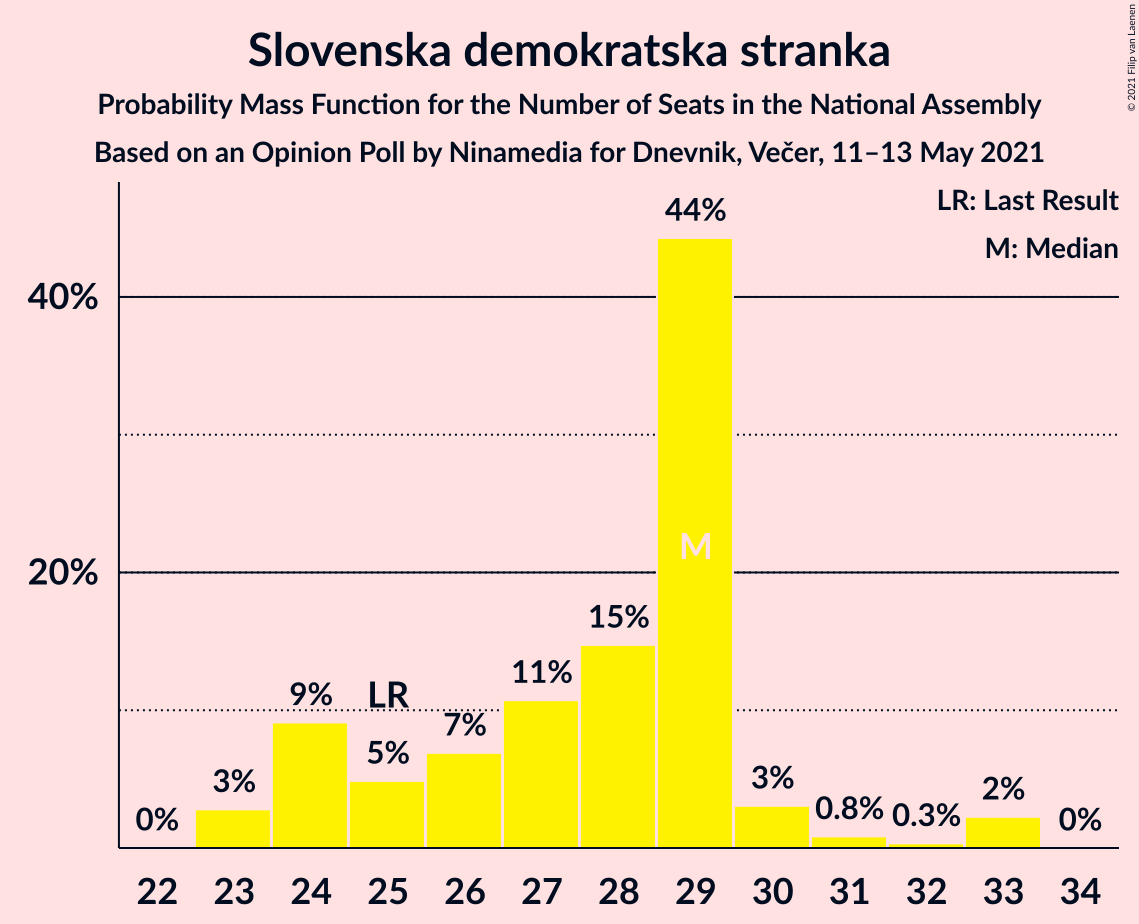 Slovenska demokratska stranka
Probability Mass Function for the Number of Seats in the National Assembly
Based on an Opinion Poll by Ninamedia for Dnevnik, Večer, 11–13 May 2021
© 2021 Filip van Laenen
LR: Last Result
M: Median
40%
20%
0%
3%
9%
LR
5%
7%
11%
15%
44%
M
3%
0.8%
0.3%
2%
0%
22 23 24 25 26 27 28 29 30 31 32 33 34